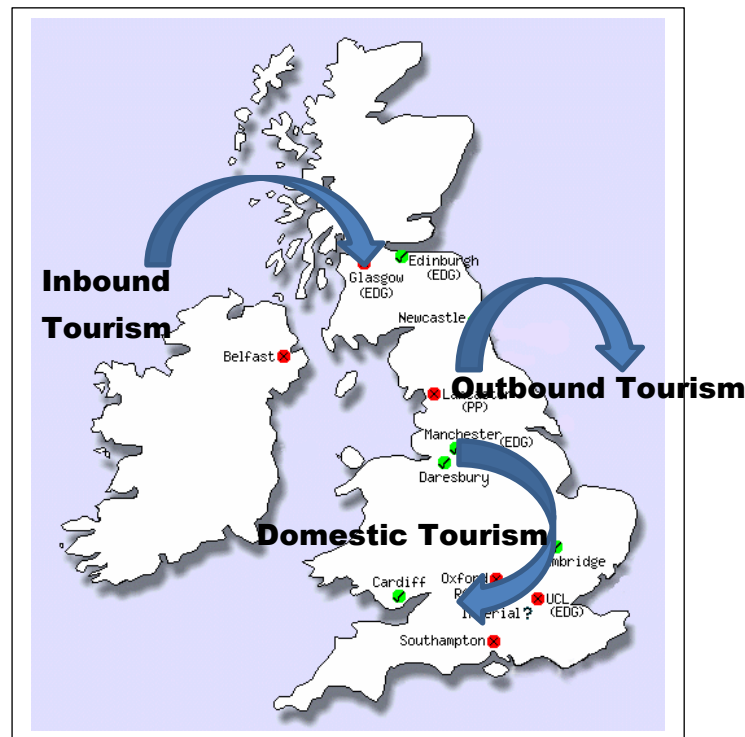 Edinburgh
(EDG)
Glasgow
(EDG)
Inbound
Tourism
Newcastle
Belfast
Outbound Tourism
(PP)
Manchester
(EDG)
Daresbury
Domestic Tourism
Cardiff
Oxford
UCL
(EDG)
?
Southampton